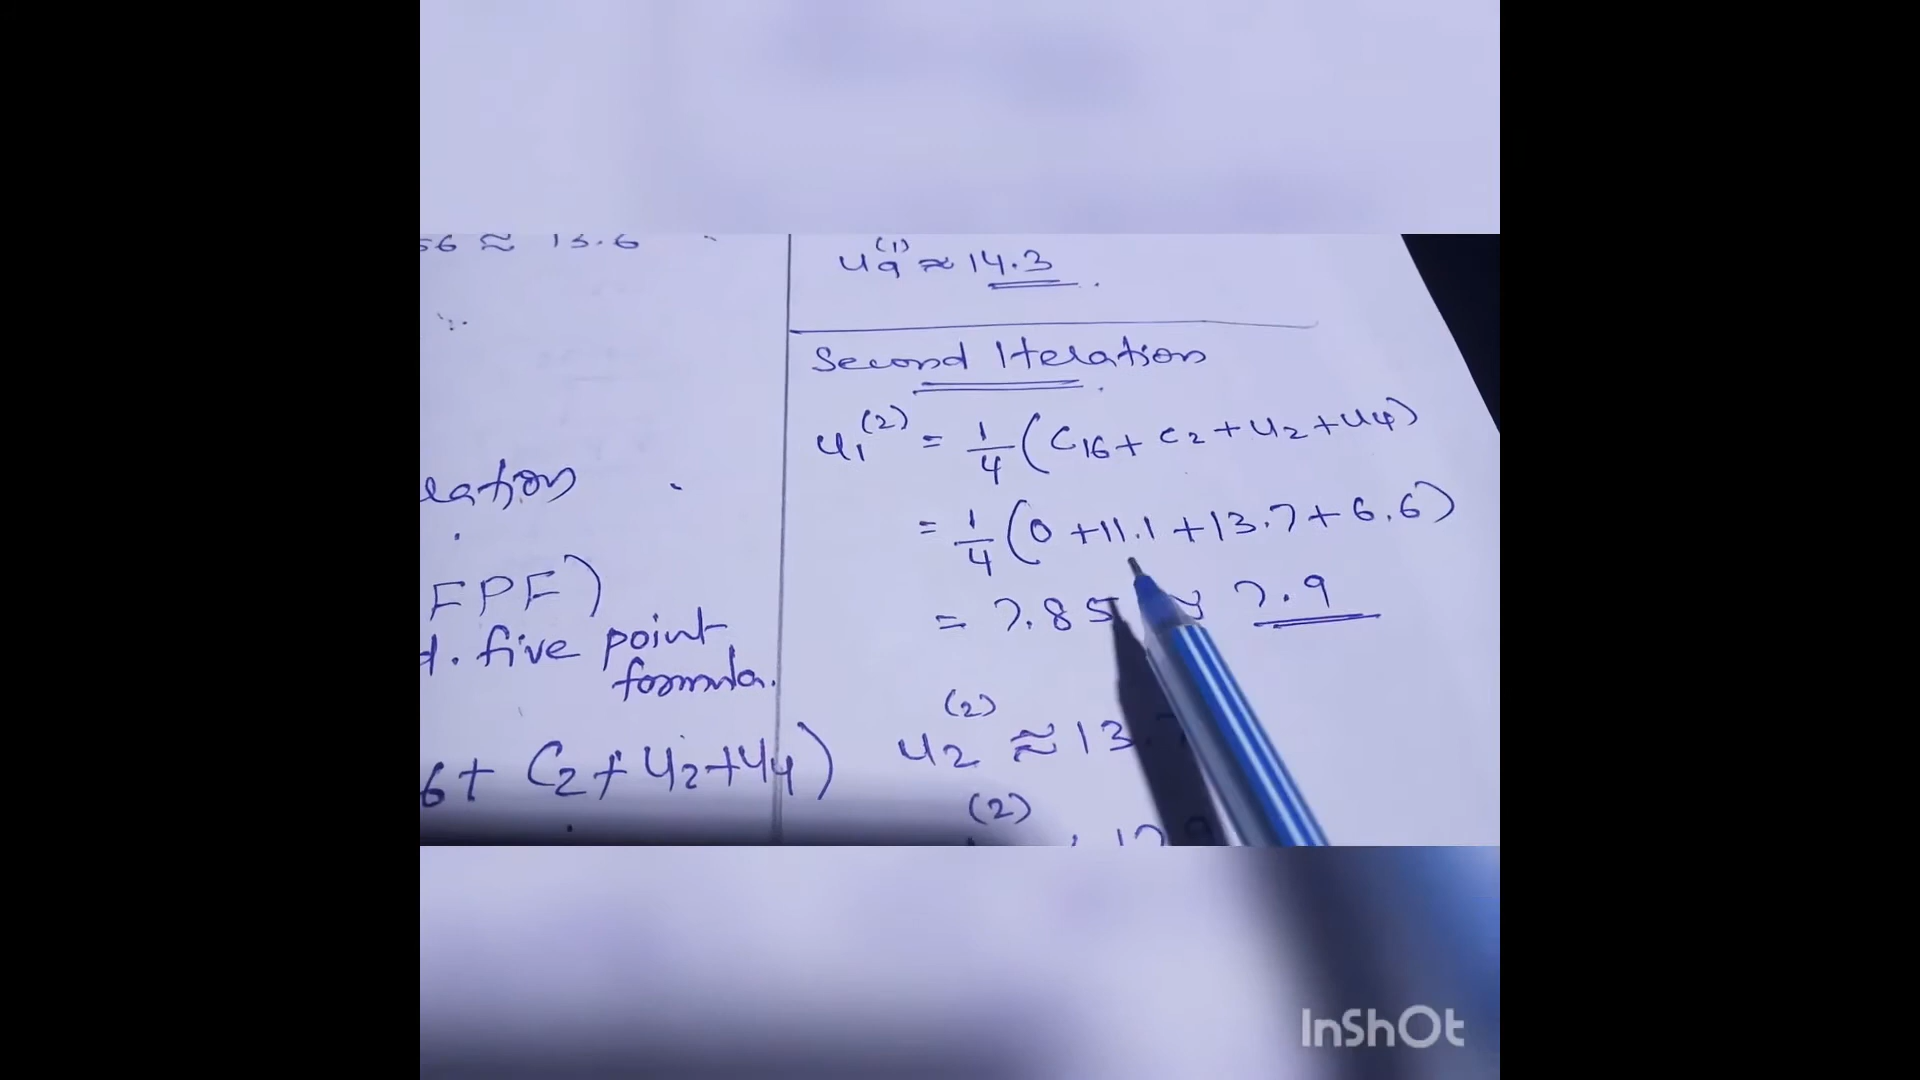 56 ≈ 13.6
eration
FPF)
d. five point
formula.
6 + C₂ + U₂ + U₄)
U₉⁽¹⁾ ≈ 14.3
Second Iteration
U₁⁽²⁾ = 1/4 (C₁₆ + C₂ + U₂ + U₄)
= 1/4 (0 + 11.1 + 13.7 + 6.6)
= 7.85 ≈ 7.9
U₂⁽²⁾ ≈ 13.7
(2)
InShOt